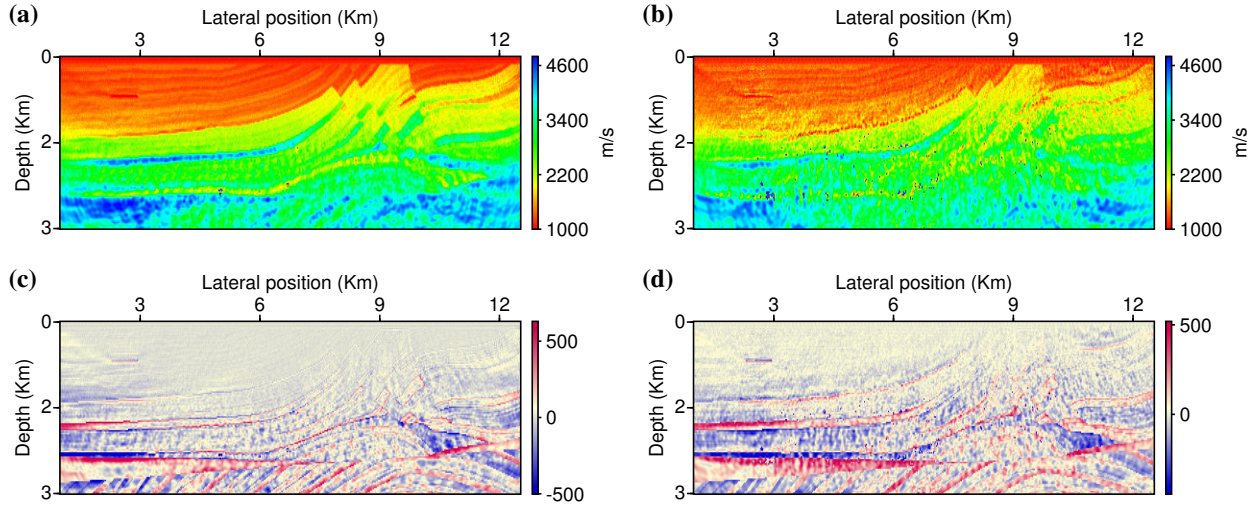 (a)
Lateral position (Km)
3 6 9 12
0
2
3
Depth (Km)
4600
3400
2200
1000
m/s
(b)
Lateral position (Km)
3 6 9 12
0
2
3
Depth (Km)
4600
3400
2200
1000
m/s
(c)
Lateral position (Km)
3 6 9 12
0
2
3
Depth (Km)
500
0
-500
(d)
Lateral position (Km)
3 6 9 12
0
2
3
Depth (Km)
500
0